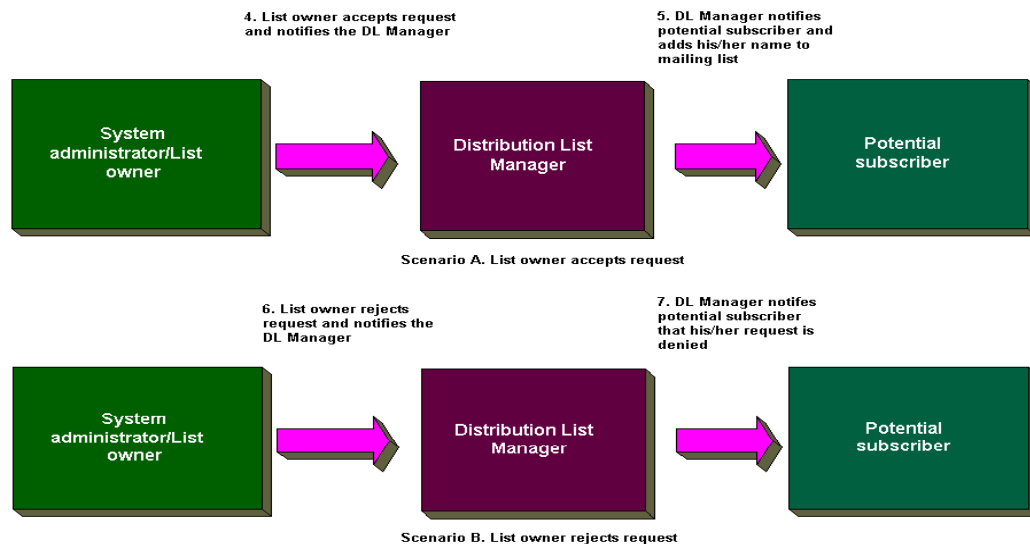 4. List owner accepts request
and notifies the DL Manager
5. DL Manager notifies
potential subscriber and
adds his/her name to
mailing list
System
administrator/List
owner
Distribution List
Manager
Potential
subscriber
Scenario A. List owner accepts request
6. List owner rejects
request and notifies the
DL Manager
7. DL Manager notifes
potential subscriber
that his/her request is
denied
System
administrator/List
owner
Distribution List
Manager
Potential
subscriber
Scenario B. List owner rejects request